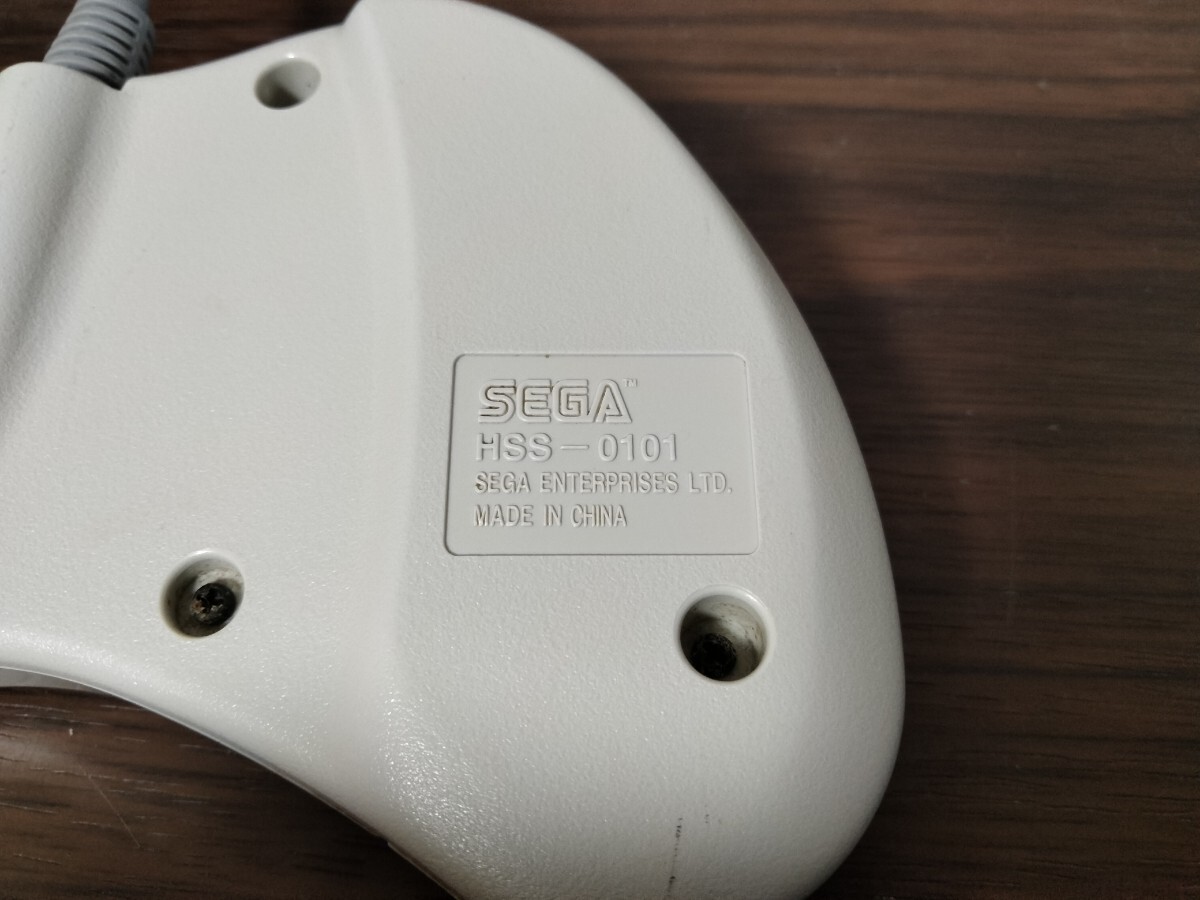 SEGA™
HSS-0101
SEGA ENTERPRISES LTD.
MADE IN CHINA